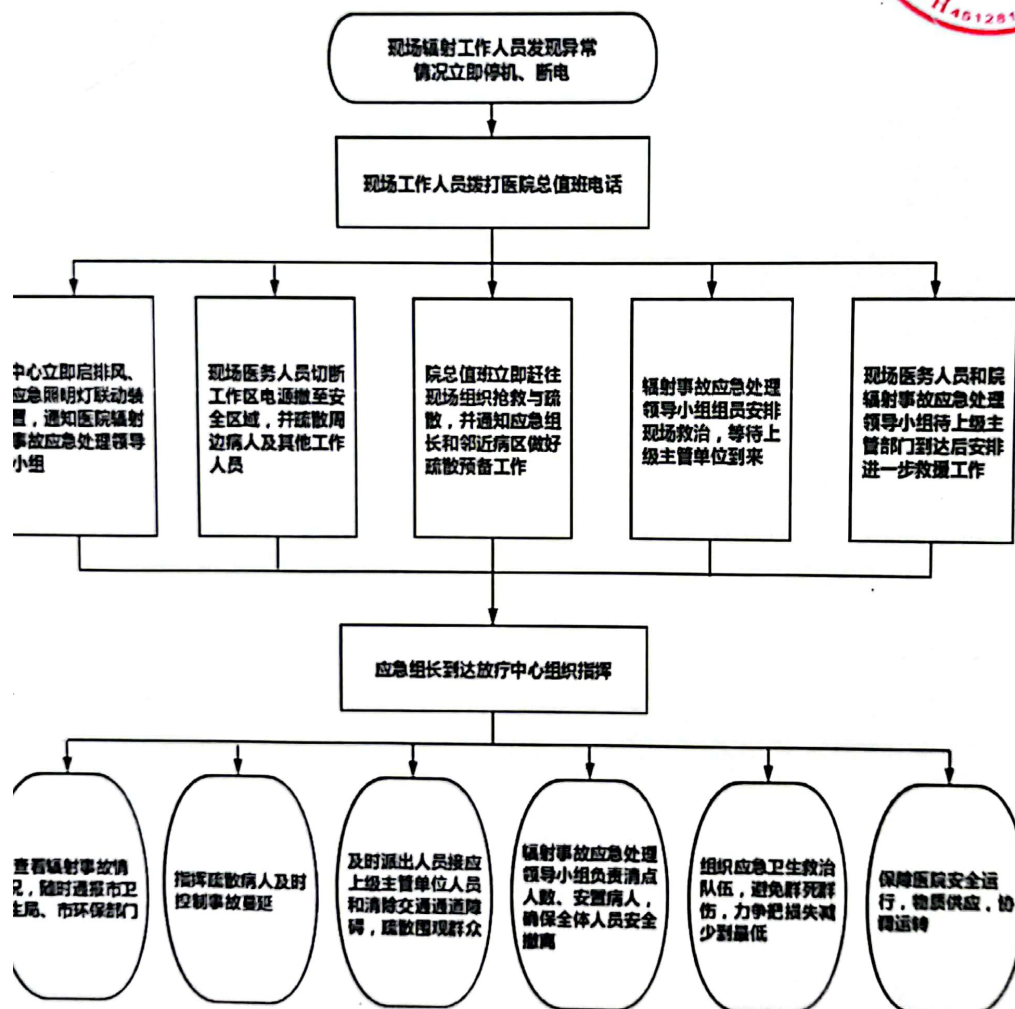 H451281
现场辐射工作人员发现异常
情况立即停机、断电
现场工作人员拨打医院总值班电话
中心立即启排风、
应急照明灯联动装
置，通知医院辐射
事故应急处理领导
小组
现场医务人员切断
工作区电源撤至安
全区域，并疏散周
边病人及其他工作
人员
院总值班立即赶往
现场组织抢救与疏
散，并通知应急组
长和邻近病区做好
疏散预备工作
辐射事故应急处理
领导小组组员安排
现场救治，等待上
级主管单位到来
现场医务人员和院
辐射事故应急处理
领导小组待上级主
管部门到达后安排
进一步救援工作
应急组长到达放疗中心组织指挥
查看辐射事故情
况，随时通报市卫
生局、市环保部门
指挥疏散病人及时
控制事故蔓延
及时派出人员接应
上级主管单位人员
和清除交通通道障
碍，疏散围观群众
辐射事故应急处理
领导小组负责清点
人数、安置病人，
确保全体人员安全
撤离
组织应急卫生救治
队伍，避免群死群
伤，力争把损失减
少到最低
保障医院安全运
行，物质供应，协
调运转